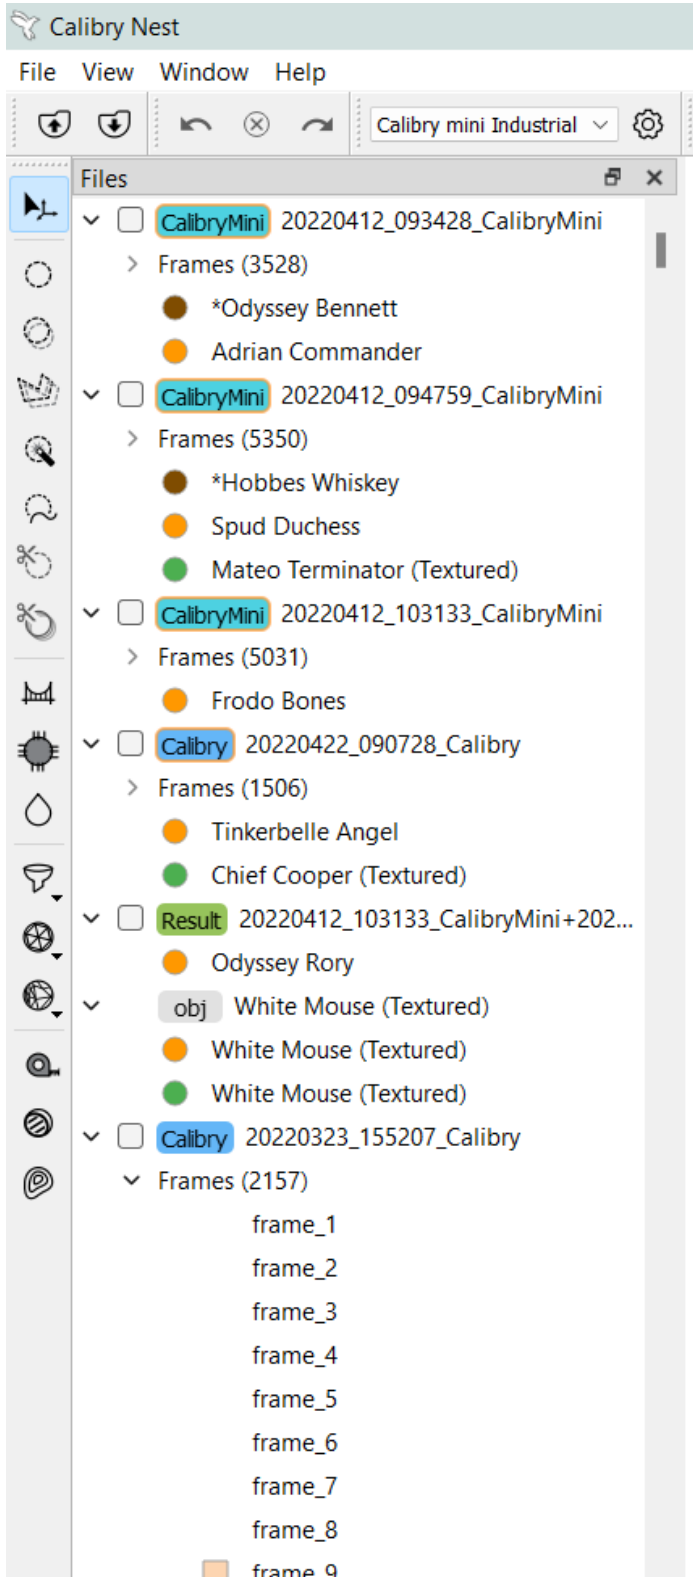 Calibry Nest
File View Window Help
Calibry mini Industrial
Files
CalibryMini 20220412_093428_CalibryMini
Frames (3528)
*Odyssey Bennett
Adrian Commander
CalibryMini 20220412_094759_CalibryMini
Frames (5350)
*Hobbes Whiskey
Spud Duchess
Mateo Terminator (Textured)
CalibryMini 20220412_103133_CalibryMini
Frames (5031)
Frodo Bones
Calibry 20220422_090728_Calibry
Frames (1506)
Tinkerbelle Angel
Chief Cooper (Textured)
Result 20220412_103133_CalibryMini+202...
Odyssey Rory
obj White Mouse (Textured)
White Mouse (Textured)
White Mouse (Textured)
Calibry 20220323_155207_Calibry
Frames (2157)
frame_1
frame_2
frame_3
frame_4
frame_5
frame_6
frame_7
frame_8
frame_9